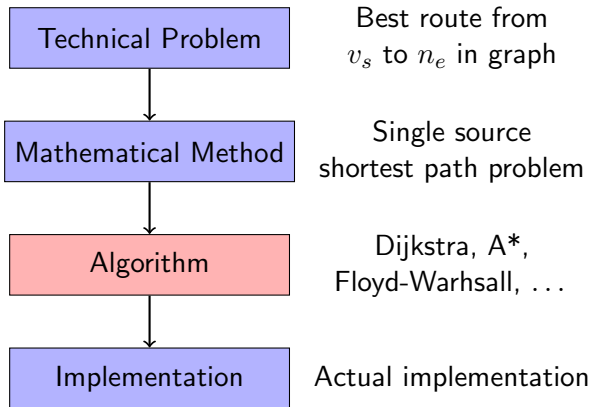 Technical Problem
Best route from
v_s to n_e in graph
Mathematical Method
Single source
shortest path problem
Algorithm
Dijkstra, A*,
Floyd-Warhsall, ...
Implementation
Actual implementation